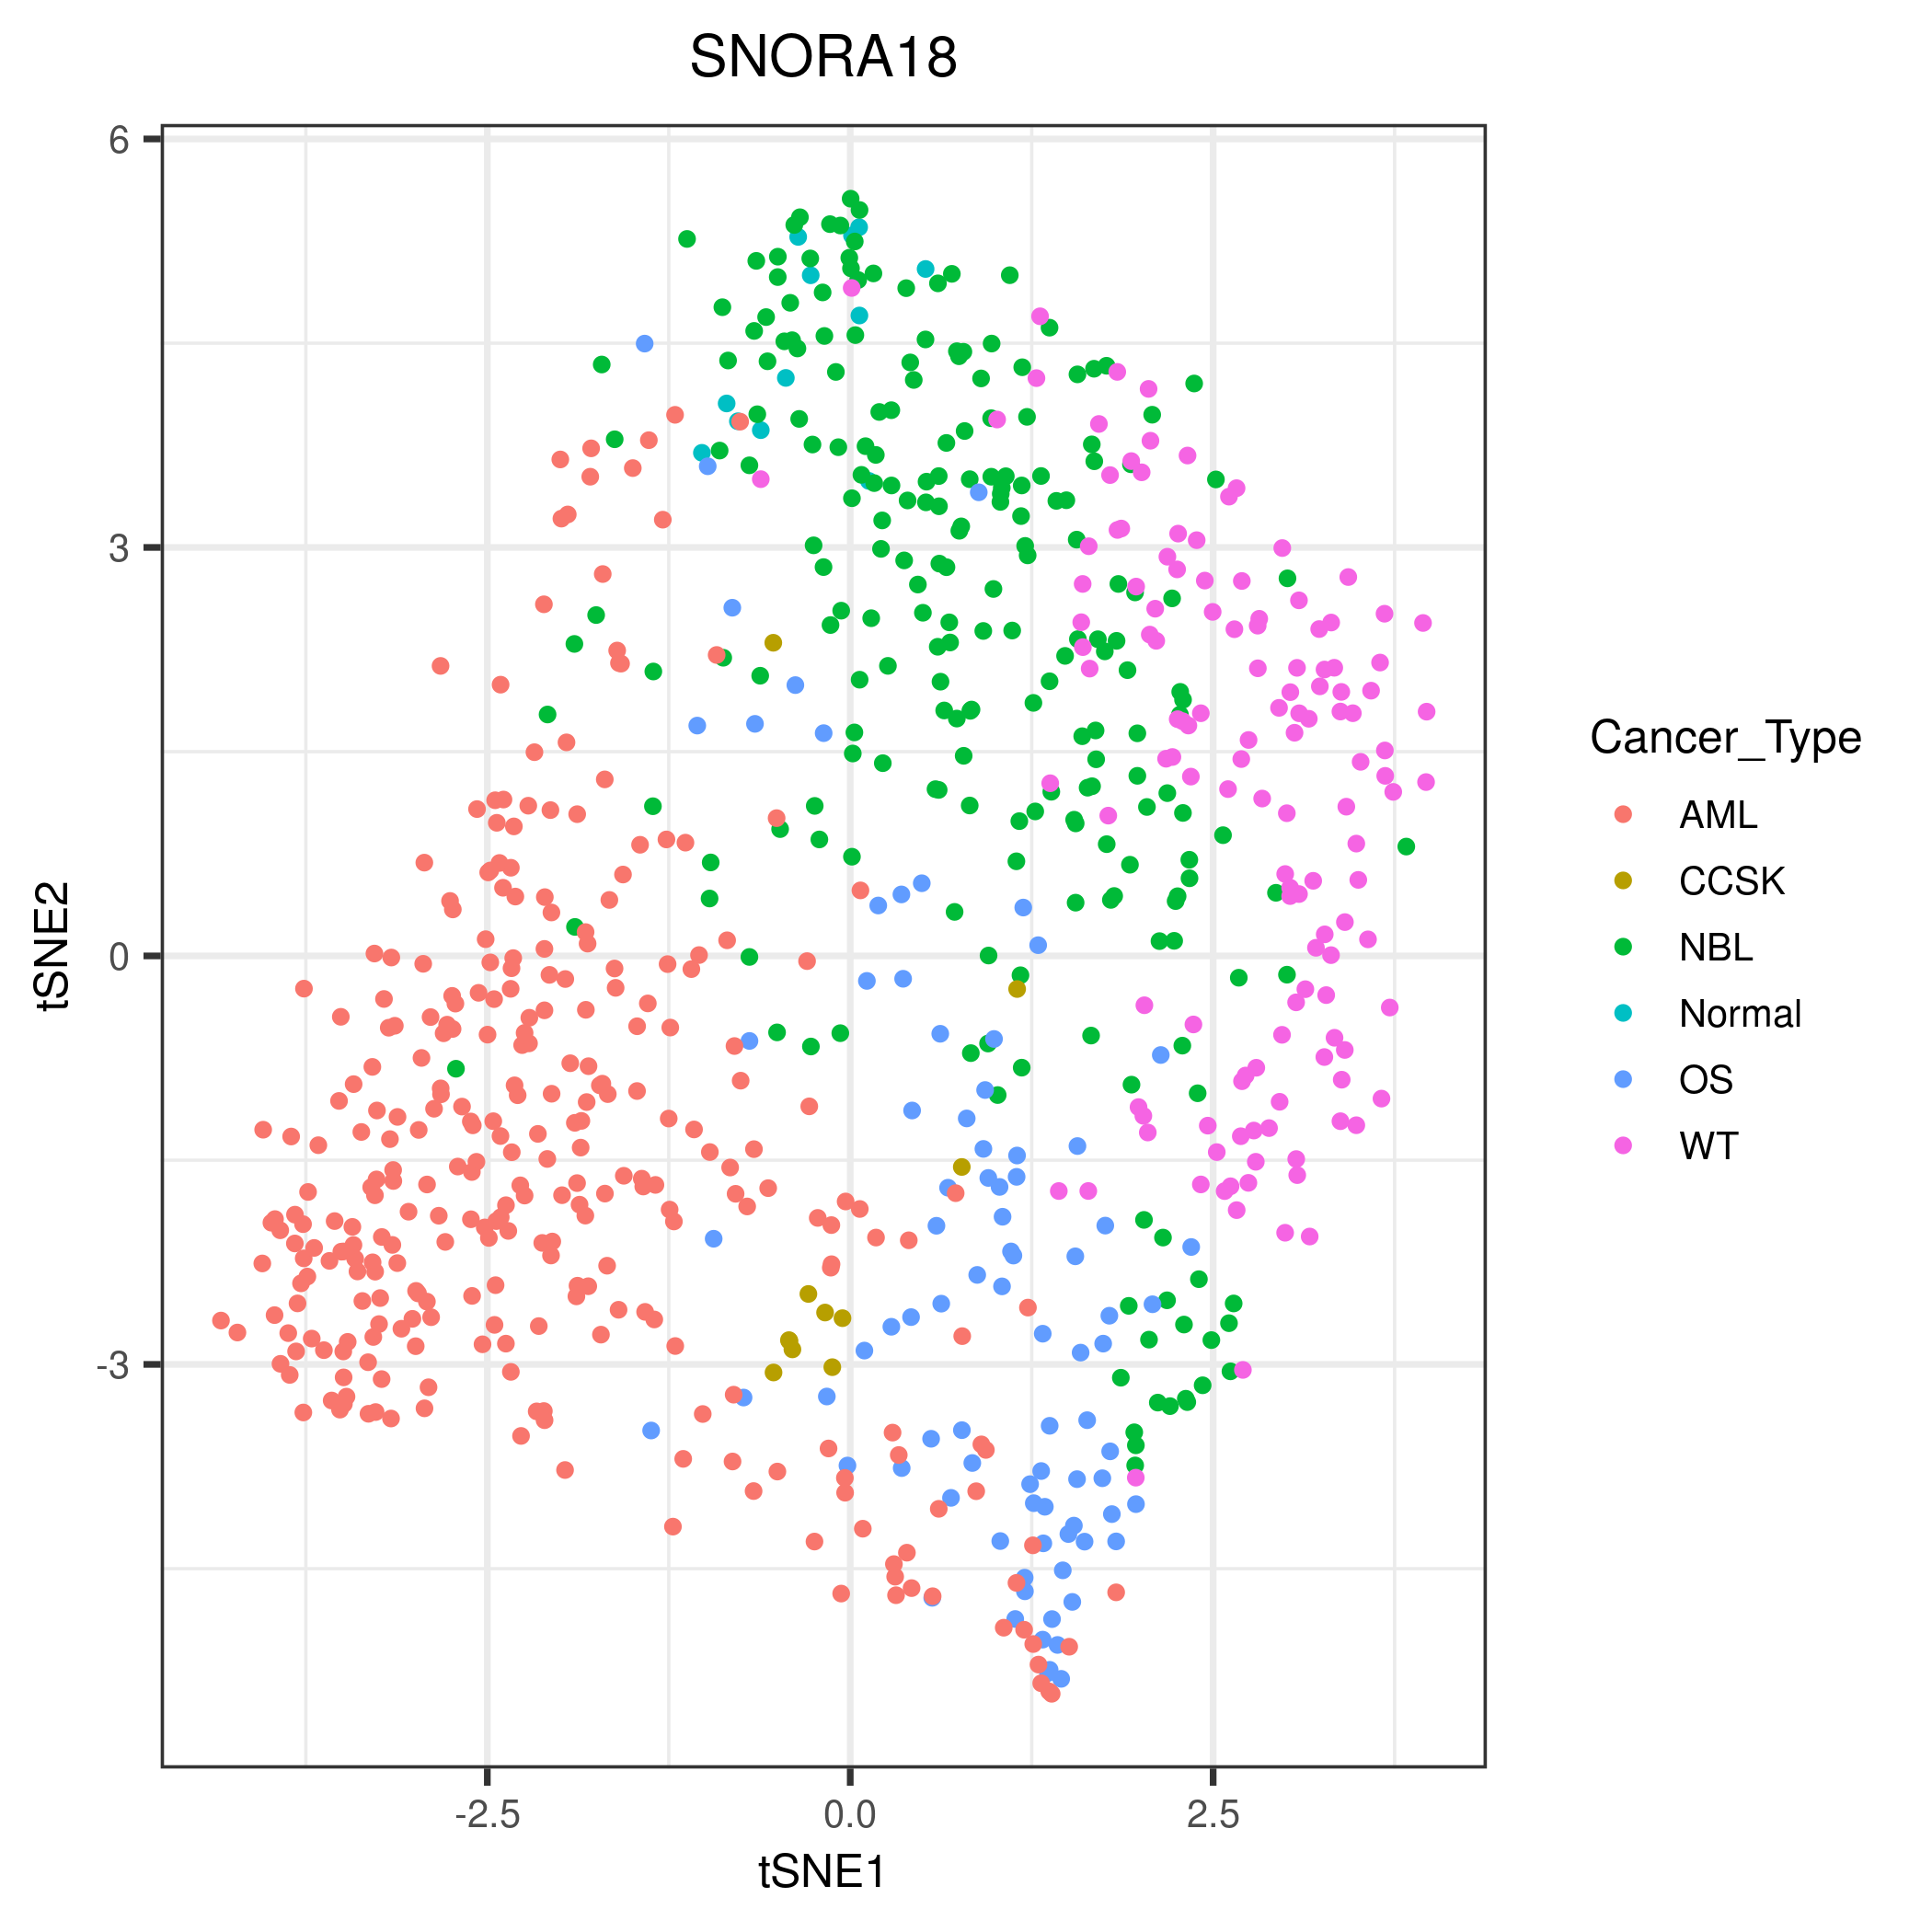 SNORA18
6
3
0
-3
tSNE2
-2.5
0.0
2.5
tSNE1
Cancer_Type
AML
CCSK
NBL
Normal
OS
WT